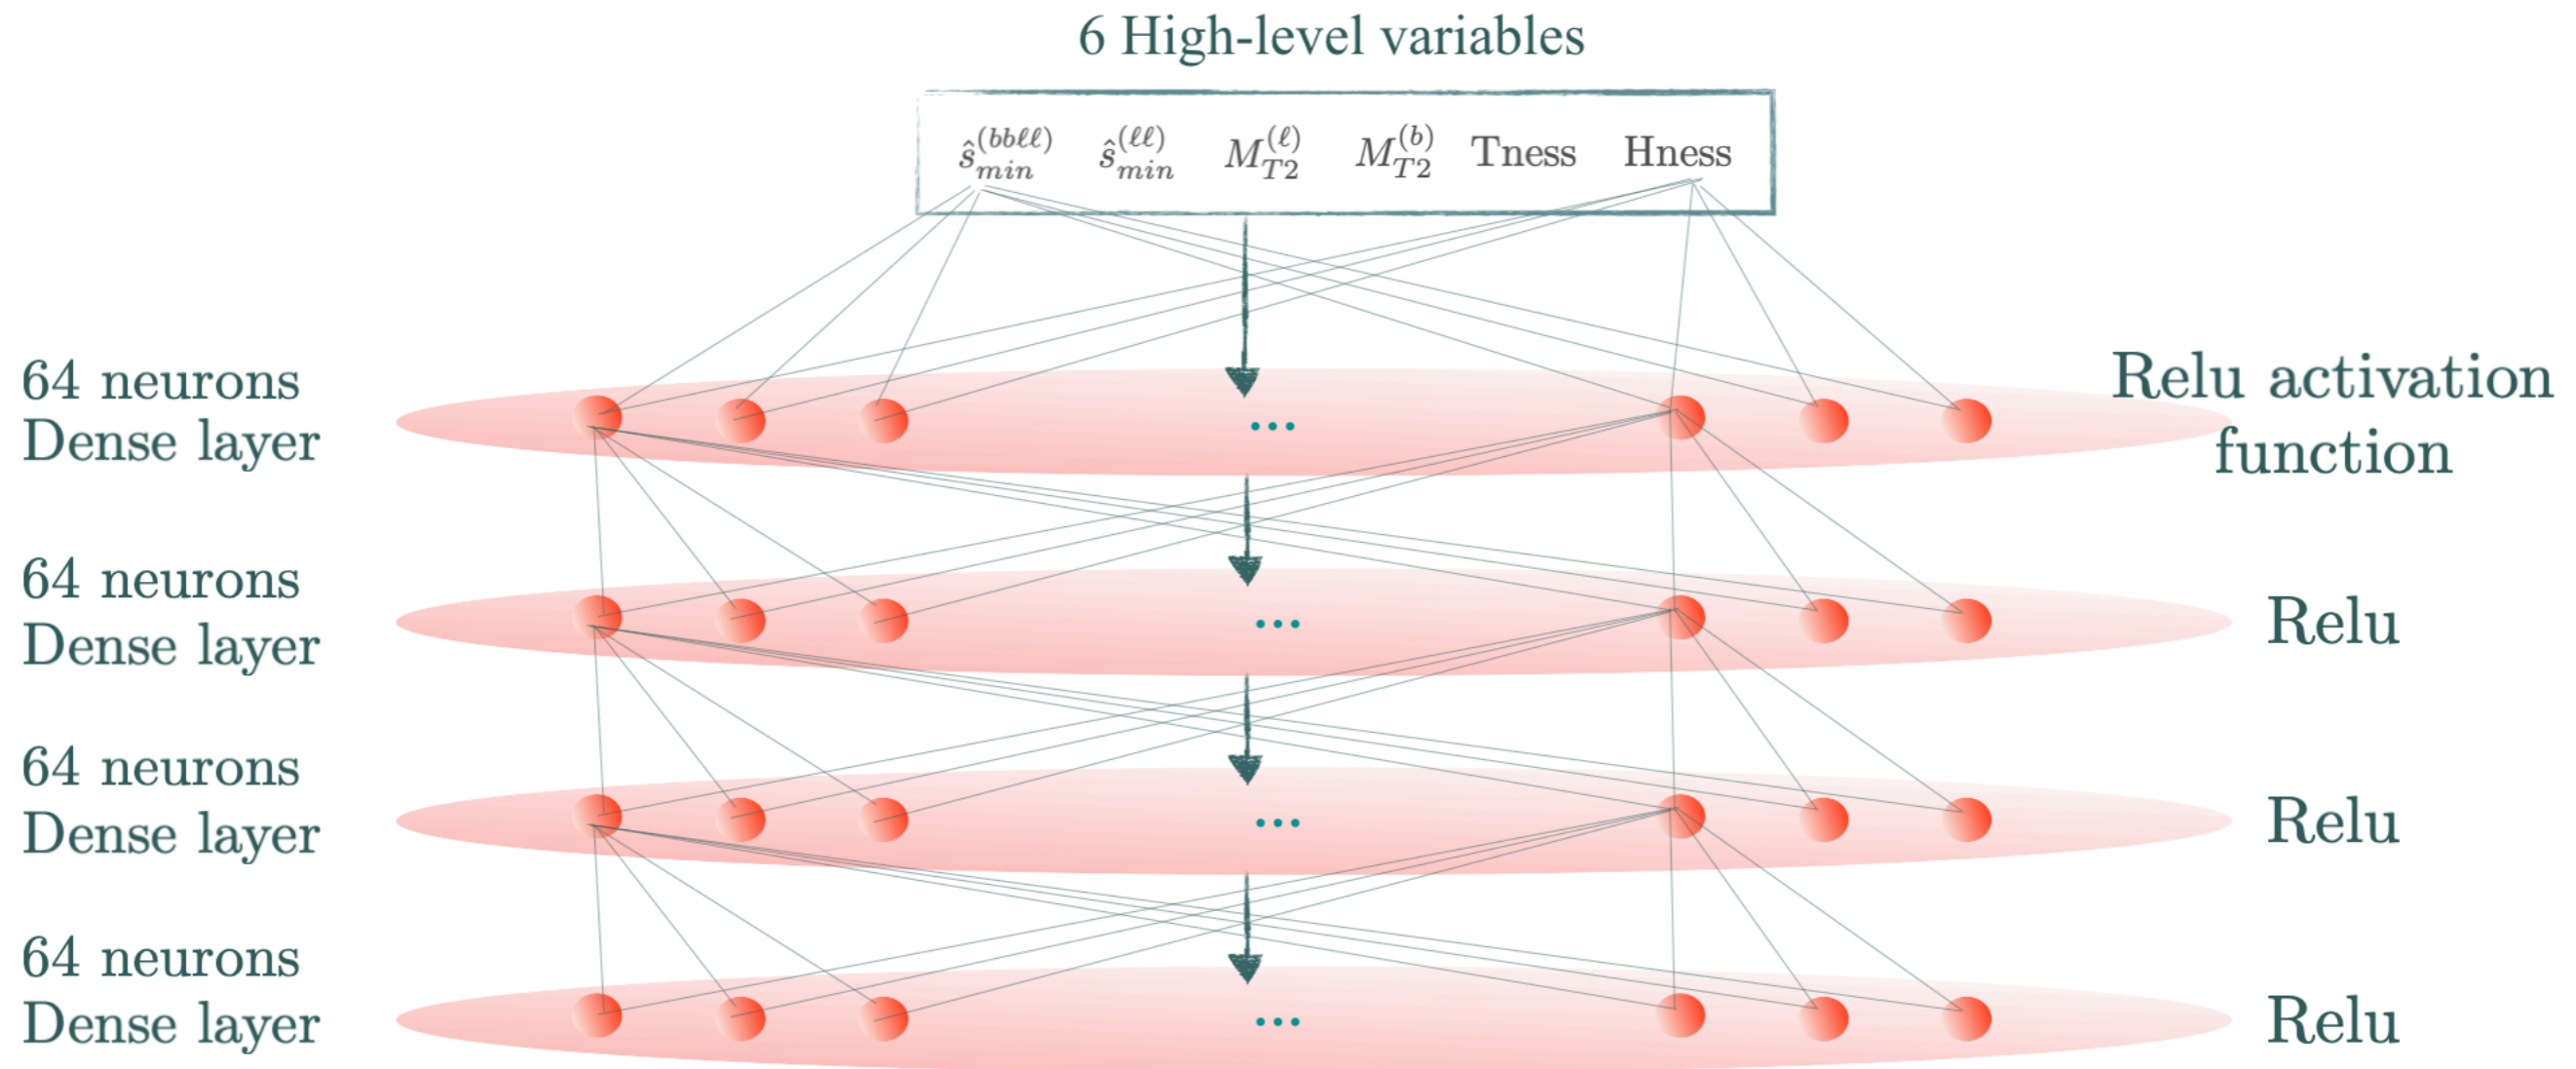 6 High-level variables
ŝ_min^(bbℓℓ) ŝ_min^(ℓℓ) M_T2^(ℓ) M_T2^(b) Tness Hness
64 neurons
Dense layer
Relu activation
function
...
64 neurons
Dense layer
...
Relu
64 neurons
Dense layer
...
Relu
64 neurons
Dense layer
...
Relu